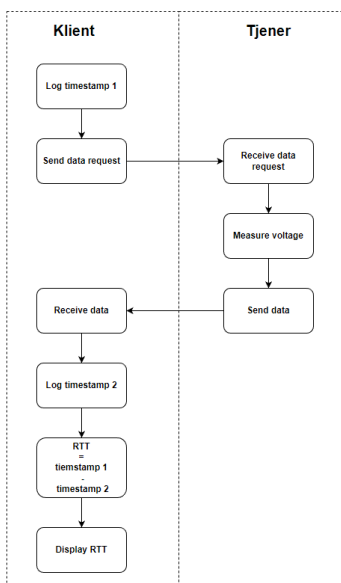 Klient
Tjener
Log timestamp 1
Send data request
Receive data
request
Measure voltage
Receive data
Send data
Log timestamp 2
RTT
=
tiemstamp 1
-
timestamp 2
Display RTT